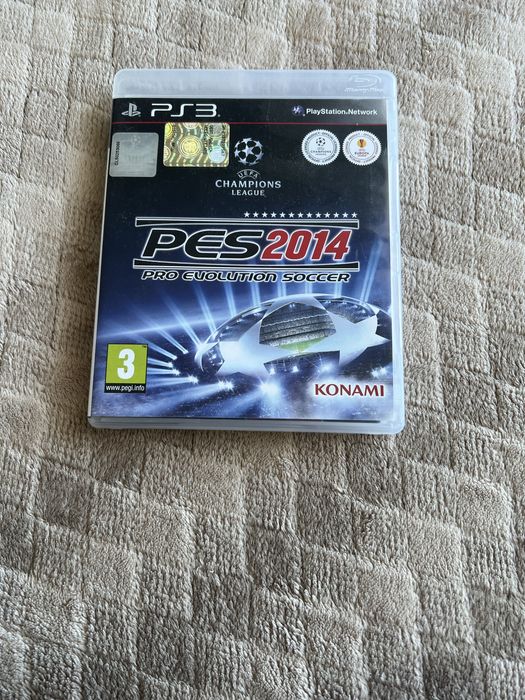 PS3
PlayStation Network
UEFA
CHAMPIONS
LEAGUE
PES2014
PRO EVOLUTION SOCCER
3
www.pegi.info
KONAMI